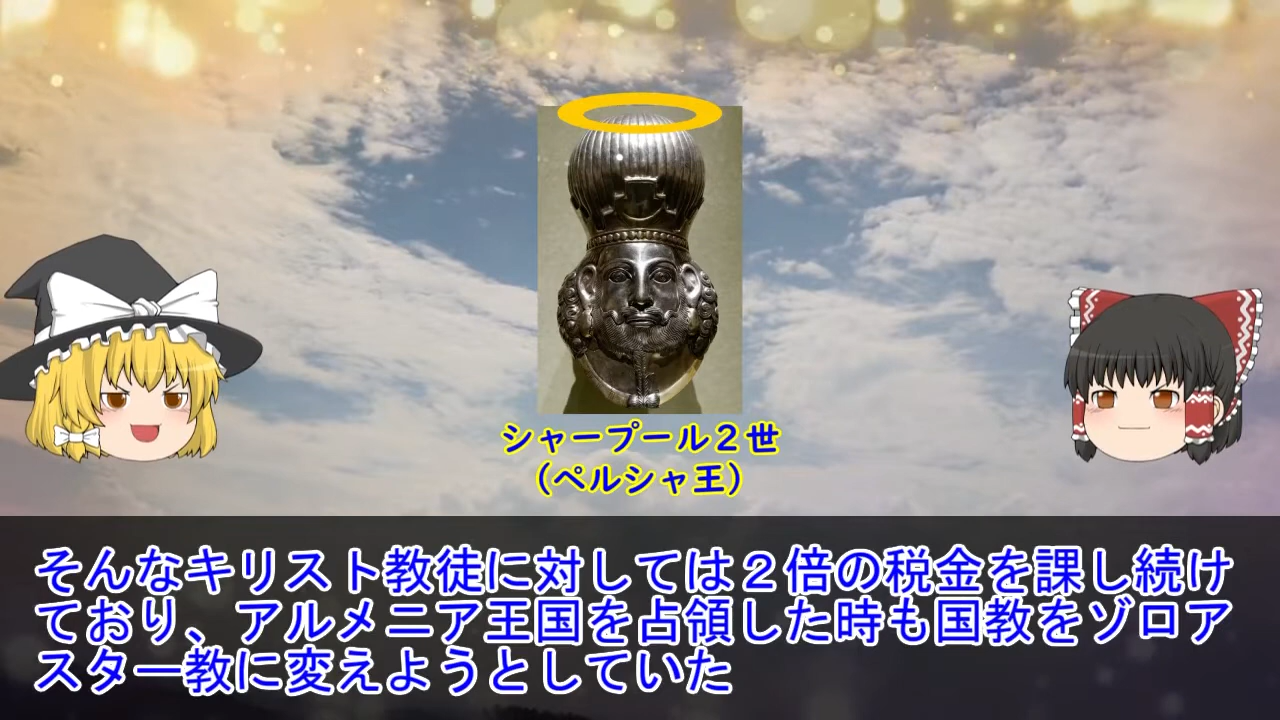 シャープール２世
（ペルシャ王）
そんなキリスト教徒に対しては２倍の税金を課し続け
ており、アルメニア王国を占領した時も国教をゾロア
スター教に変えようとしていた